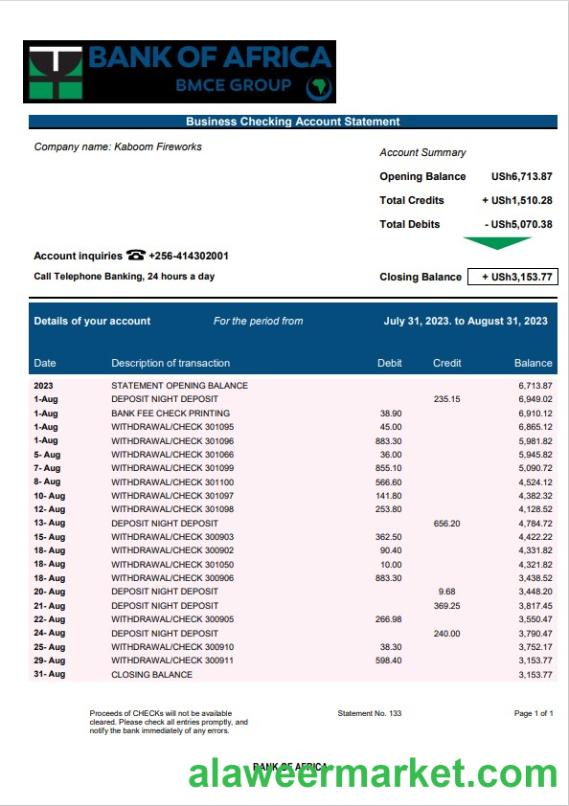 BANK OF AFRICA
BMCE GROUP
Business Checking Account Statement
Company name: Kaboom Fireworks
Account Summary
Opening Balance USh6,713.87
Total Credits + USh1,510.28
Total Debits - USh5,070.38
Account inquiries ☎ +256-414302001
Call Telephone Banking, 24 hours a day
Closing Balance + USh3,153.77
Details of your account For the period from July 31, 2023. to August 31, 2023
Date Description of transaction Debit Credit Balance
2023 STATEMENT OPENING BALANCE 6,713.87
1-Aug DEPOSIT NIGHT DEPOSIT 235.15 6,949.02
1-Aug BANK FEE CHECK PRINTING 38.90 6,910.12
1-Aug WITHDRAWAL/CHECK 301095 45.00 6,865.12
1-Aug WITHDRAWAL/CHECK 301096 883.30 5,981.82
5- Aug WITHDRAWAL/CHECK 301066 36.00 5,945.82
7- Aug WITHDRAWAL/CHECK 301099 855.10 5,090.72
8- Aug WITHDRAWAL/CHECK 301100 566.60 4,524.12
10- Aug WITHDRAWAL/CHECK 301097 141.80 4,382.32
12- Aug WITHDRAWAL/CHECK 301098 253.80 4,128.52
13- Aug DEPOSIT NIGHT DEPOSIT 656.20 4,784.72
15- Aug WITHDRAWAL/CHECK 300903 362.50 4,422.22
18- Aug WITHDRAWAL/CHECK 300902 90.40 4,331.82
18- Aug WITHDRAWAL/CHECK 301050 10.00 4,321.82
18- Aug WITHDRAWAL/CHECK 300906 883.30 3,438.52
20- Aug DEPOSIT NIGHT DEPOSIT 9.68 3,448.20
21- Aug DEPOSIT NIGHT DEPOSIT 369.25 3,817.45
22- Aug WITHDRAWAL/CHECK 300905 266.98 3,550.47
24- Aug DEPOSIT NIGHT DEPOSIT 240.00 3,790.47
25- Aug WITHDRAWAL/CHECK 300910 38.30 3,752.17
29- Aug WITHDRAWAL/CHECK 300911 598.40 3,153.77
31- Aug CLOSING BALANCE 3,153.77
Proceeds of CHECKs will not be available
cleared. Please check all entries promptly, and
notify the bank immediately of any errors.
Statement No. 133
Page 1 of 1
BANK OF AFRICA
alaweermarket.com